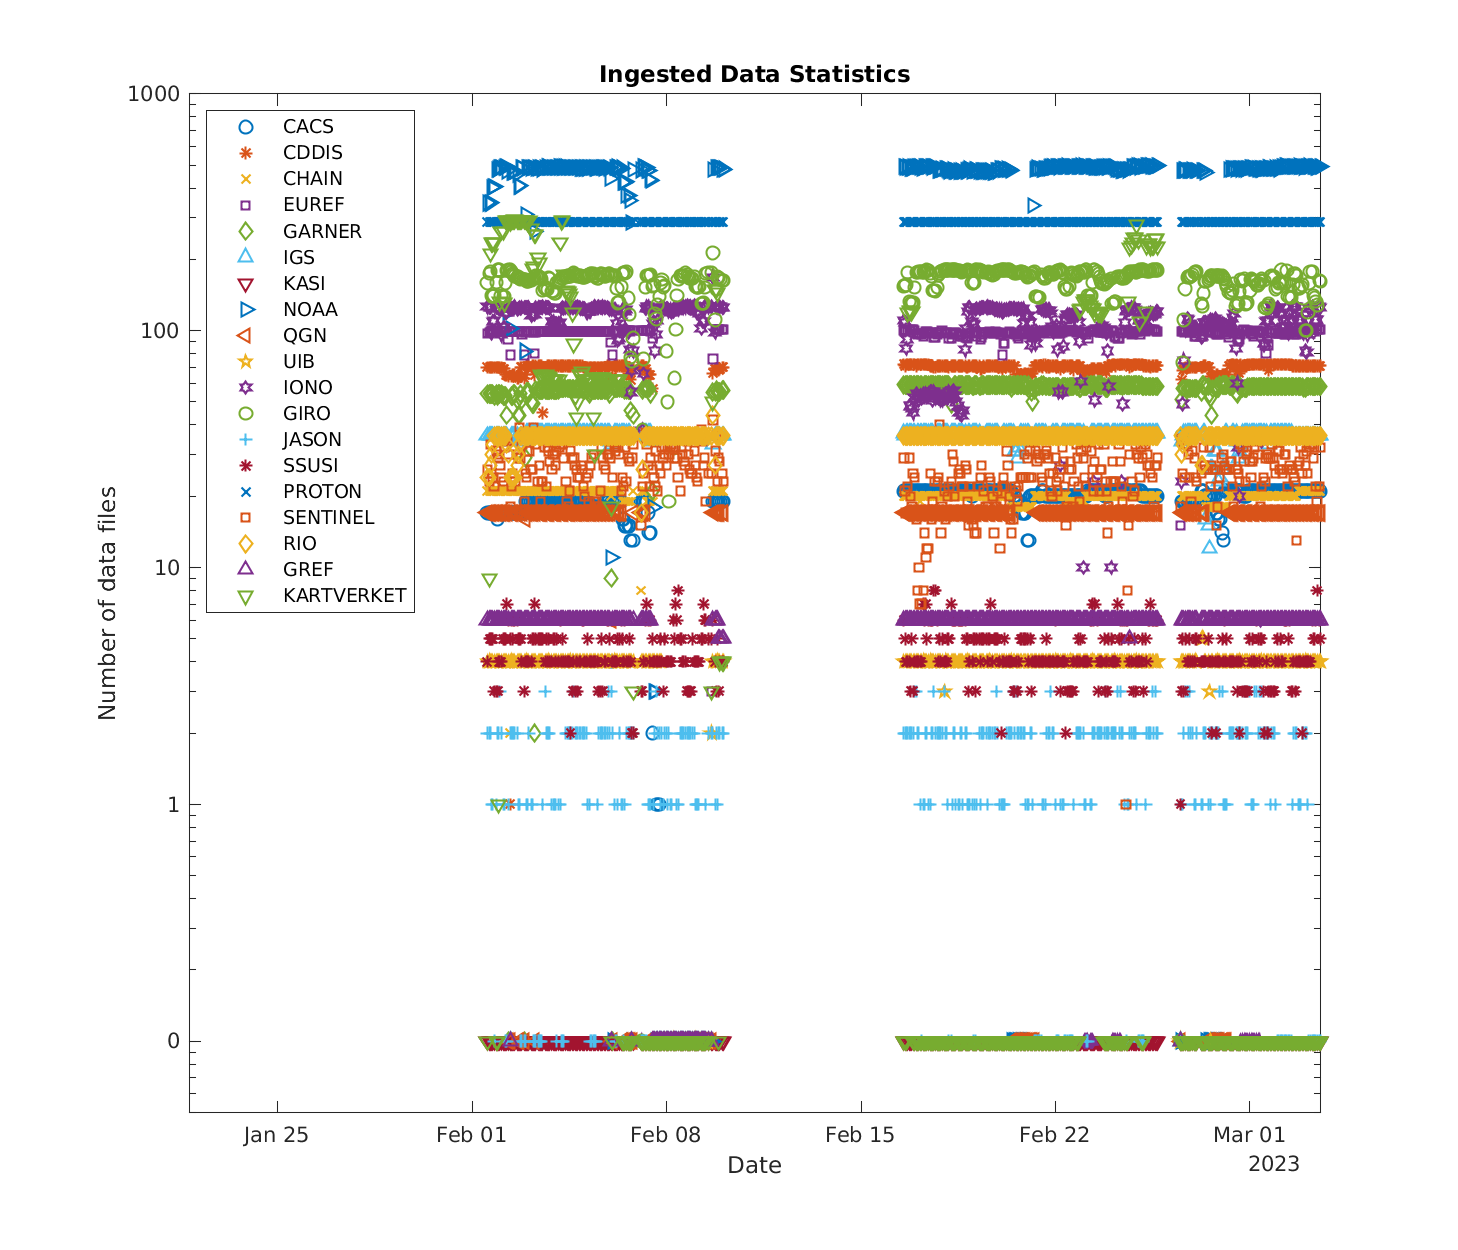 Ingested Data Statistics
1000
100
10
1
0
Number of data files
CACS
CDDIS
CHAIN
EUREF
GARNER
IGS
KASI
NOAA
QGN
UIB
IONO
GIRO
JASON
SSUSI
PROTON
SENTINEL
RIO
GREF
KARTVERKET
Jan 25
Feb 01
Feb 08
Feb 15
Feb 22
Mar 01
Date
2023